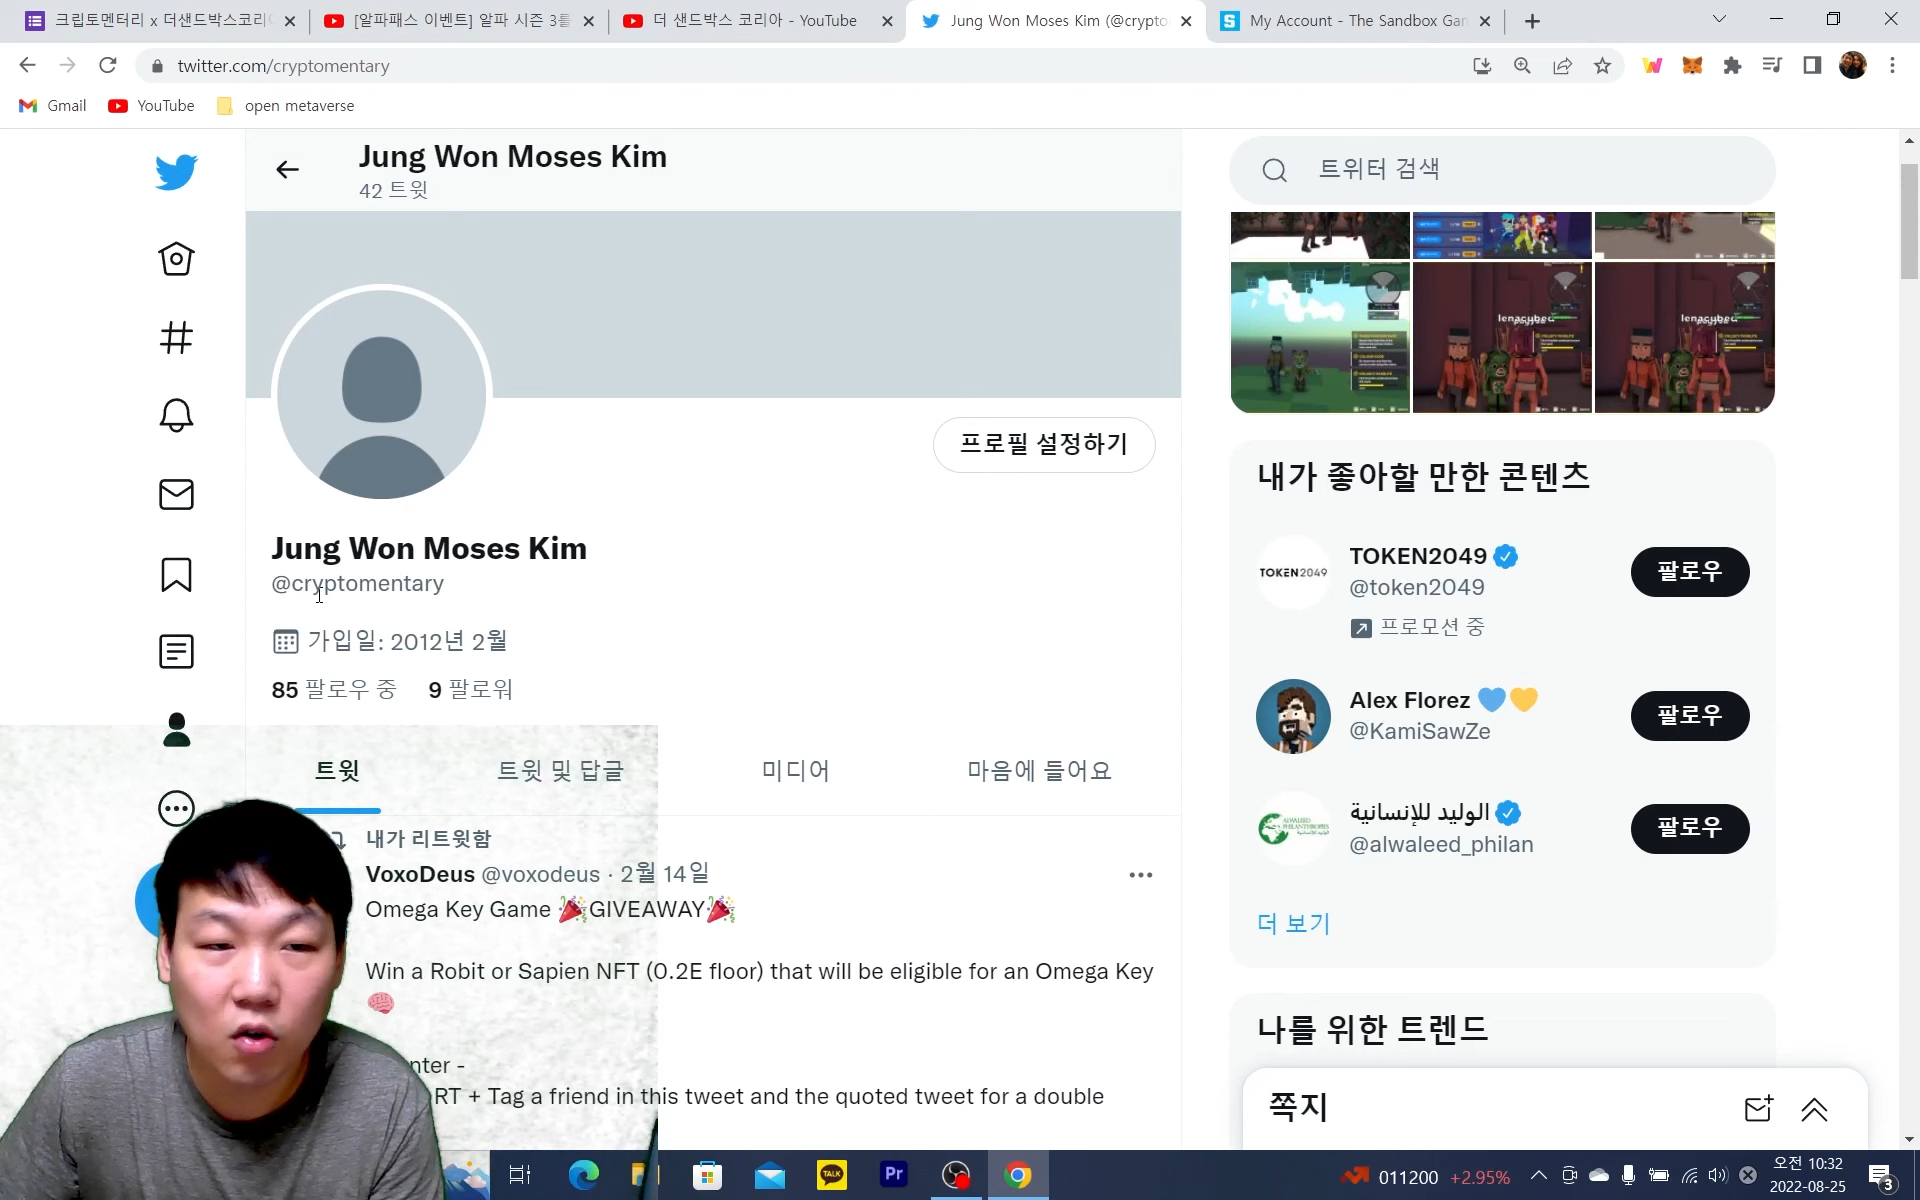 크립토멘터리 x 더샌드박스코리아
[알파패스 이벤트] 알파 시즌 3를
더 샌드박스 코리아 - YouTube
Jung Won Moses Kim (@crypto
My Account - The Sandbox Gam
twitter.com/cryptomentary
Gmail
YouTube
open metaverse
Jung Won Moses Kim
42 트윗
트위터 검색
프로필 설정하기
Jung Won Moses Kim
@cryptomentary
가입일: 2012년 2월
85 팔로우 중 9 팔로워
트윗
트윗 및 답글
미디어
마음에 들어요
내가 리트윗함
VoxoDeus @voxodeus · 2월 14일
Omega Key Game 🎉GIVEAWAY🎉
Win a Robit or Sapien NFT (0.2E floor) that will be eligible for an Omega Key
🧠
nter -
RT + Tag a friend in this tweet and the quoted tweet for a double
내가 좋아할 만한 콘텐츠
TOKEN2049
TOKEN2049
@token2049
프로모션 중
팔로우
Alex Florez 💙💛
@KamiSawZe
팔로우
الوليد للإنسانية
@alwaleed_philan
팔로우
더 보기
나를 위한 트렌드
쪽지
TALK
Pr
011200 +2.95%
오전 10:32
2022-08-25
3